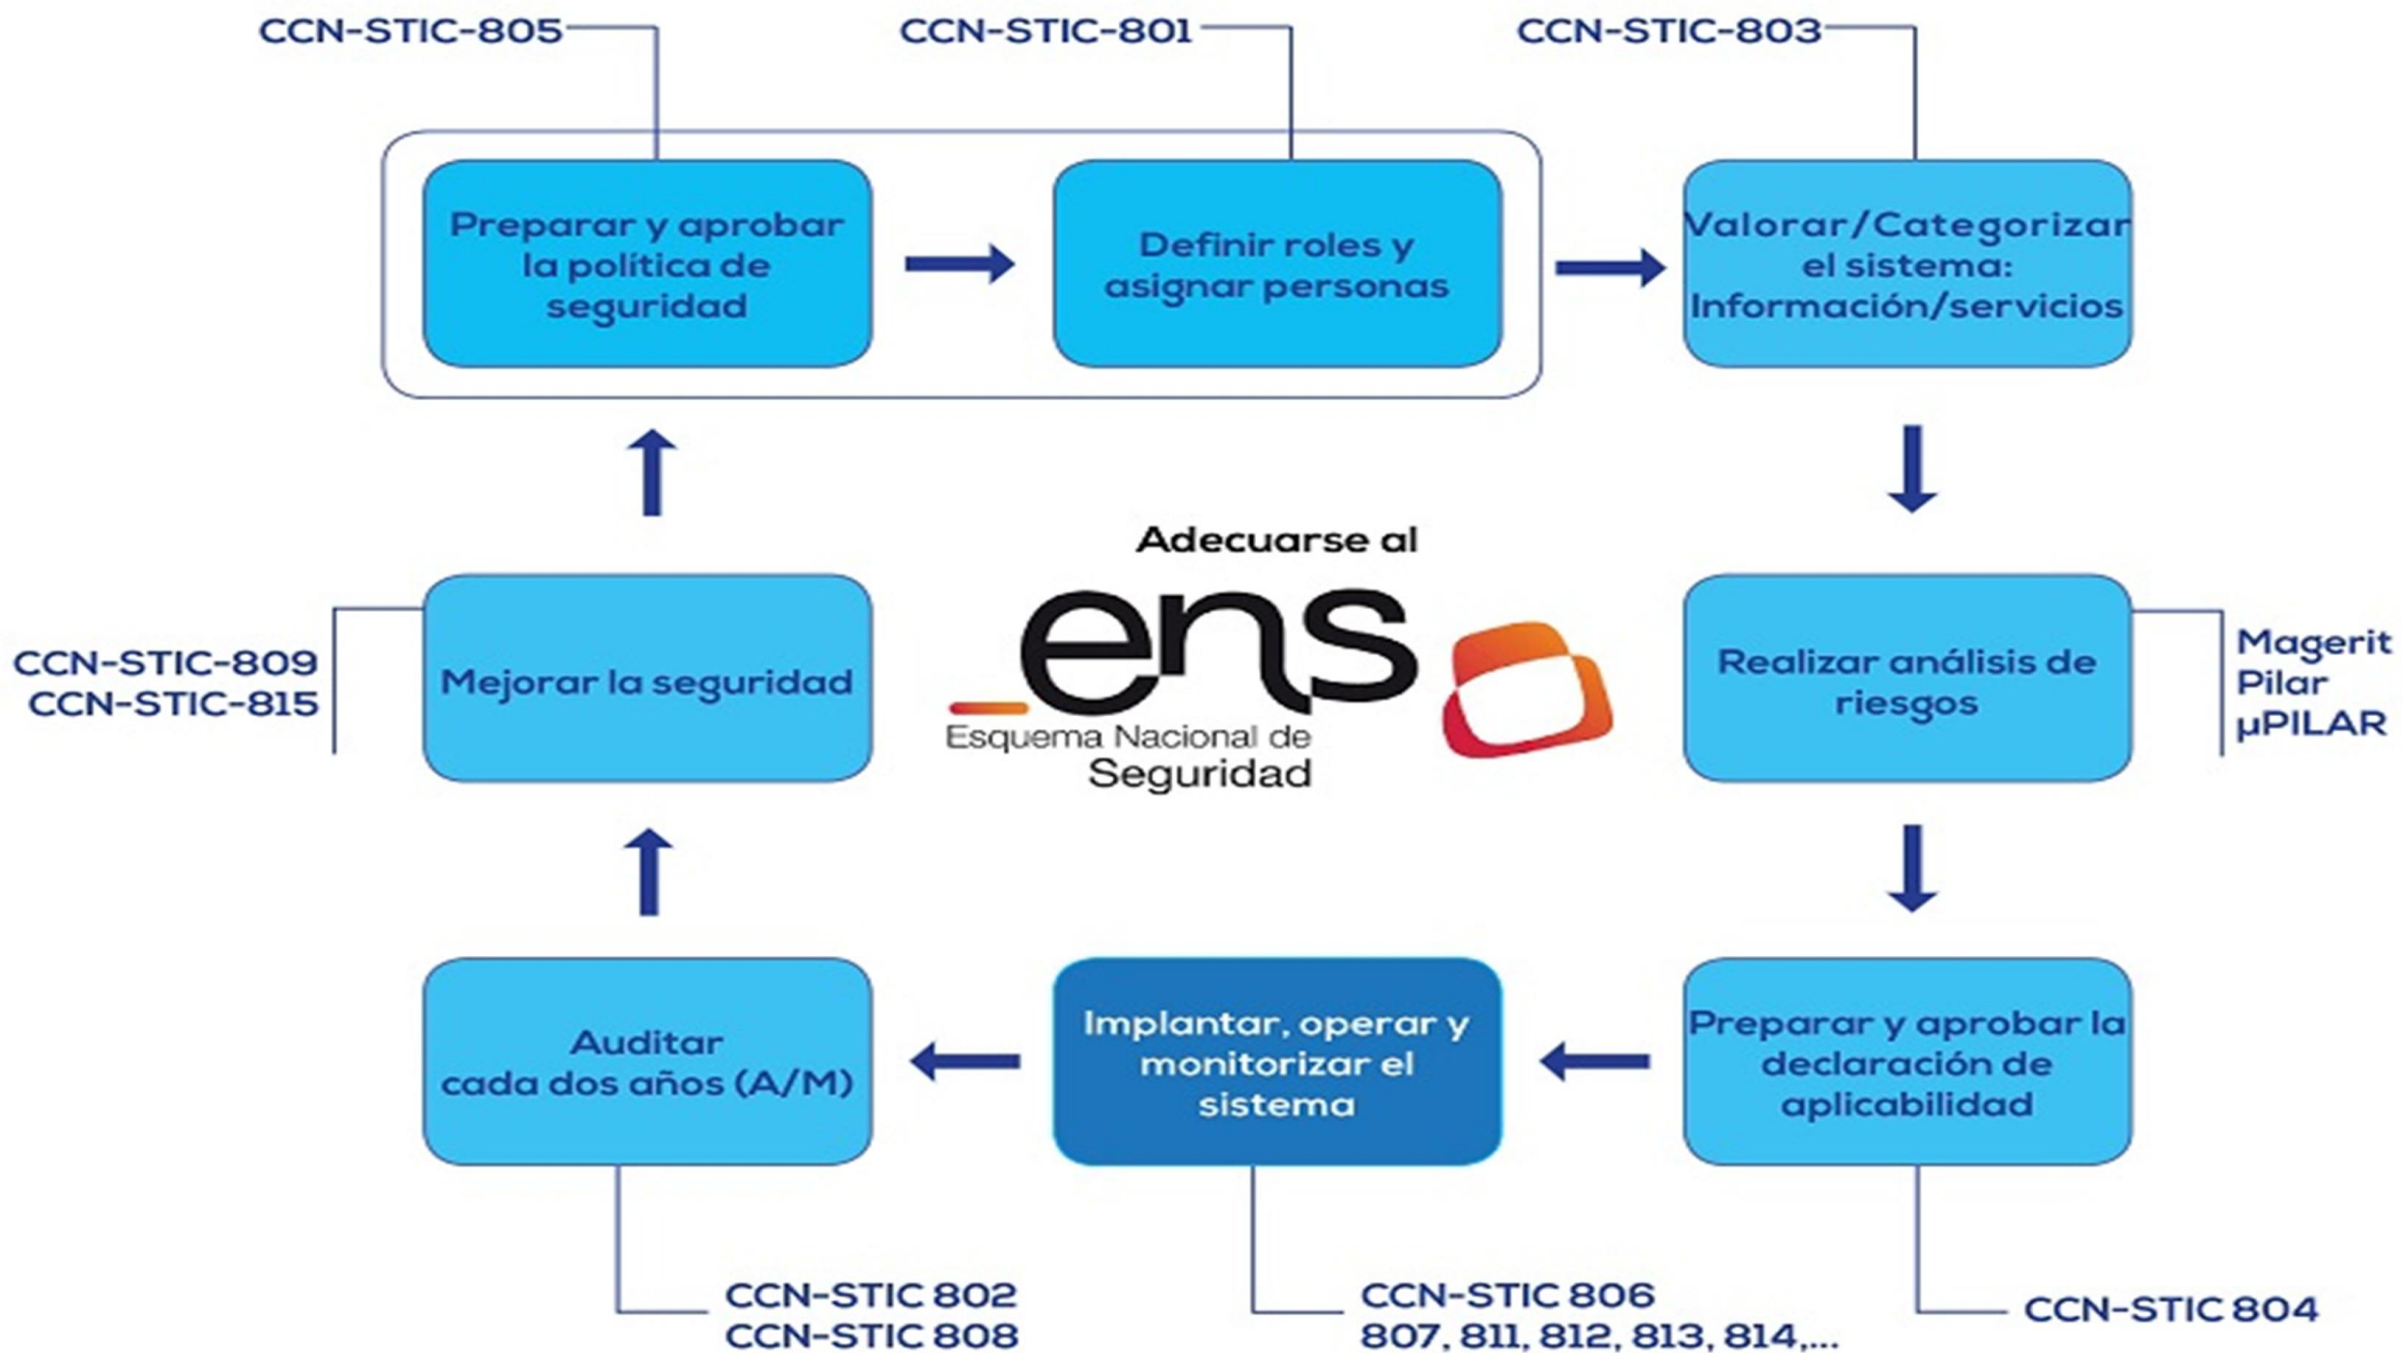 CCN-STIC-805
CCN-STIC-801
CCN-STIC-803
Preparar y aprobar
la política de
seguridad
Definir roles y
asignar personas
Valorar/Categorizar
el sistema:
Información/servicios
Adecuarse al
ens
Esquema Nacional de
Seguridad
CCN-STIC-809
CCN-STIC-815
Mejorar la seguridad
Realizar análisis de
riesgos
Magerit
Pilar
µPILAR
Auditar
cada dos años (A/M)
Implantar, operar y
monitorizar el
sistema
Preparar y aprobar la
declaración de
aplicabilidad
CCN-STIC 802
CCN-STIC 808
CCN-STIC 806
807, 811, 812, 813, 814,...
CCN-STIC 804